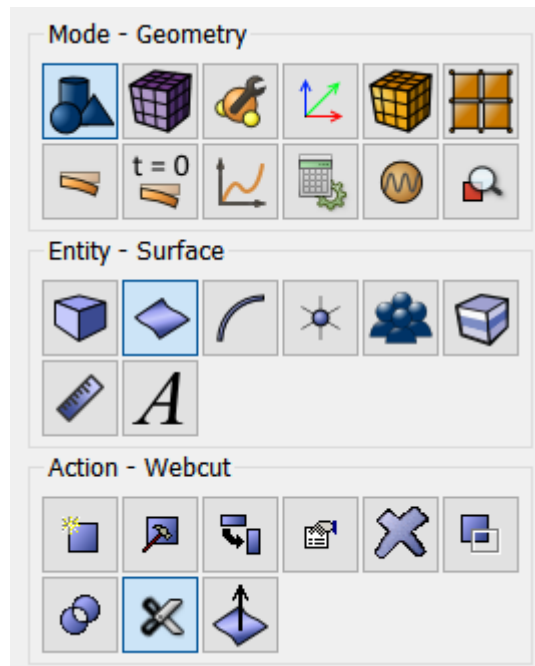 Mode - Geometry
t = 0
Entity - Surface
A
Action - Webcut